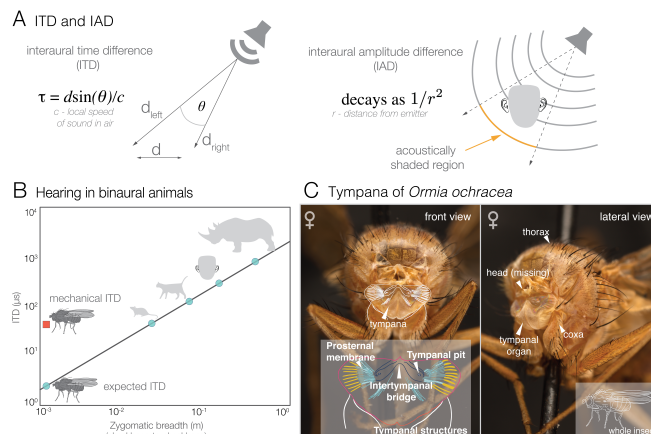 A ITD and IAD
interaural time difference
(ITD)
τ = dsin(θ)/c
c - local speed
of sound in air
d left
θ
d right
d
interaural amplitude difference
(IAD)
decays as 1/r²
r - distance from emitter
acoustically
shaded region
B Hearing in binaural animals
ITD (µs)
10⁴
10³
10²
10¹
10⁰
mechanical ITD
expected ITD
10⁻³
10⁻²
10⁻¹
10⁰
Zygomatic breadth (m)
C Tympana of Ormia ochracea
♀
front view
tympana
Prosternal
membrane
Tympanal pit
Intertympanal
bridge
Tympanal structures
♀
lateral view
thorax
head (missing)
tympanal
organ
coxa
whole insec